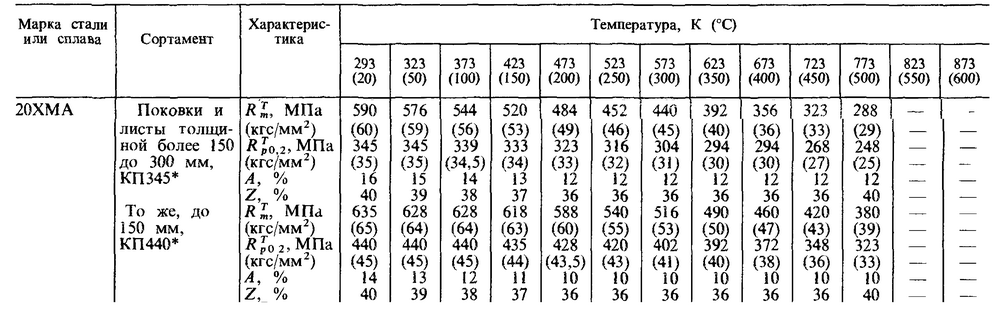 Марка стали или сплава | Сортамент | Характерис-тика | Температура, К (°С)
293 (20) | 323 (50) | 373 (100) | 423 (150) | 473 (200) | 523 (250) | 573 (300) | 623 (350) | 673 (400) | 723 (450) | 773 (500) | 823 (550) | 873 (600)
20ХМА | Поковки и | R_m^T, МПа | 590 | 576 | 544 | 520 | 484 | 452 | 440 | 392 | 356 | 323 | 288 | — | -
листы толщи- | (кгс/мм²) | (60) | (59) | (56) | (53) | (49) | (46) | (45) | (40) | (36) | (33) | (29) | — | —
ной более 150 | R_p0,2^T, МПа | 345 | 345 | 339 | 333 | 323 | 316 | 304 | 294 | 294 | 268 | 248 | — | —
до 300 мм, | (кгс/мм²) | (35) | (35) | (34,5) | (34) | (33) | (32) | (31) | (30) | (30) | (27) | (25) | — | —
КП345* | A, % | 16 | 15 | 14 | 13 | 12 | 12 | 12 | 12 | 12 | 12 | 12 | — | —
Z, % | 40 | 39 | 38 | 37 | 36 | 36 | 36 | 36 | 36 | 36 | 40 | — | —
То же, до | R_m^T, МПа | 635 | 628 | 628 | 618 | 588 | 540 | 516 | 490 | 460 | 420 | 380 | — | —
150 мм, | (кгс/мм²) | (65) | (64) | (64) | (63) | (60) | (55) | (53) | (50) | (47) | (43) | (39) | — | —
КП440* | R_p0 2^T, МПа | 440 | 440 | 440 | 435 | 428 | 420 | 402 | 392 | 372 | 348 | 323 | — | —
(кгс/мм²) | (45) | (45) | (45) | (44) | (43,5) | (43) | (41) | (40) | (38) | (36) | (33) | — | —
A, % | 14 | 13 | 12 | 11 | 10 | 10 | 10 | 10 | 10 | 10 | 10 | — | —
Z, % | 40 | 39 | 38 | 37 | 36 | 36 | 36 | 36 | 36 | 36 | 40 | — | —